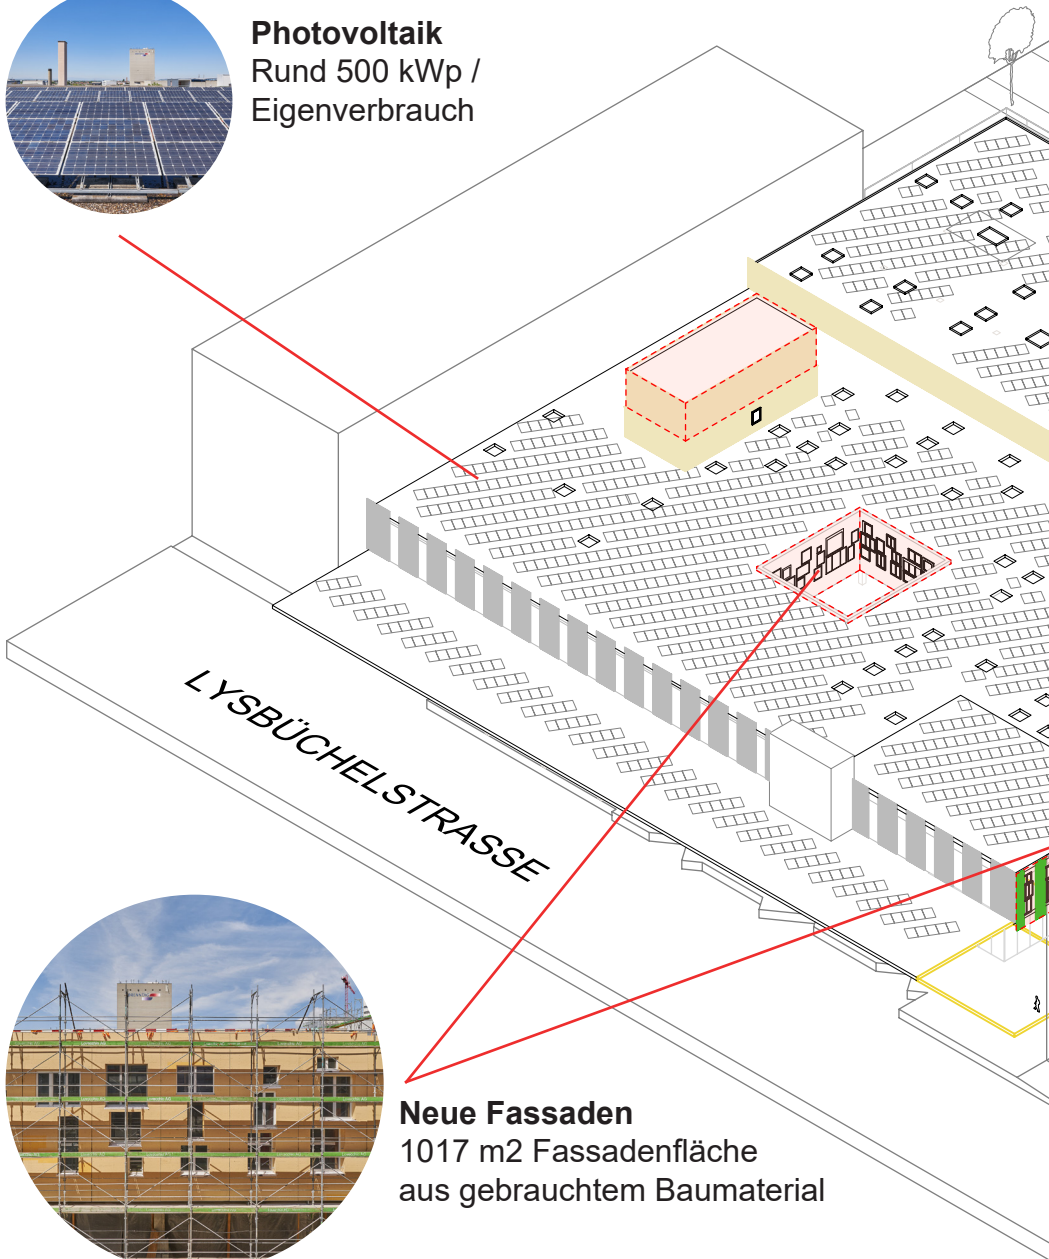 Photovoltaik
Rund 500 kWp /
Eigenverbrauch
LYSBÜCHELSTRASSE
Neue Fassaden
1017 m2 Fassadenfläche
aus gebrauchtem Baumaterial